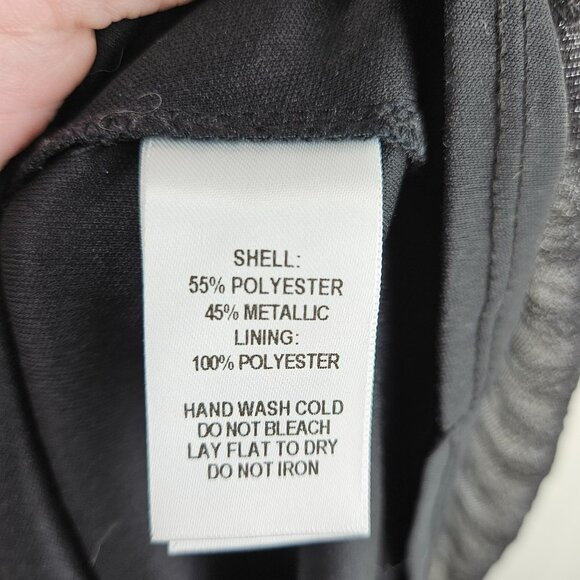 SHELL:
55% POLYESTER
45% METALLIC
LINING:
100% POLYESTER
HAND WASH COLD
DO NOT BLEACH
LAY FLAT TO DRY
DO NOT IRON